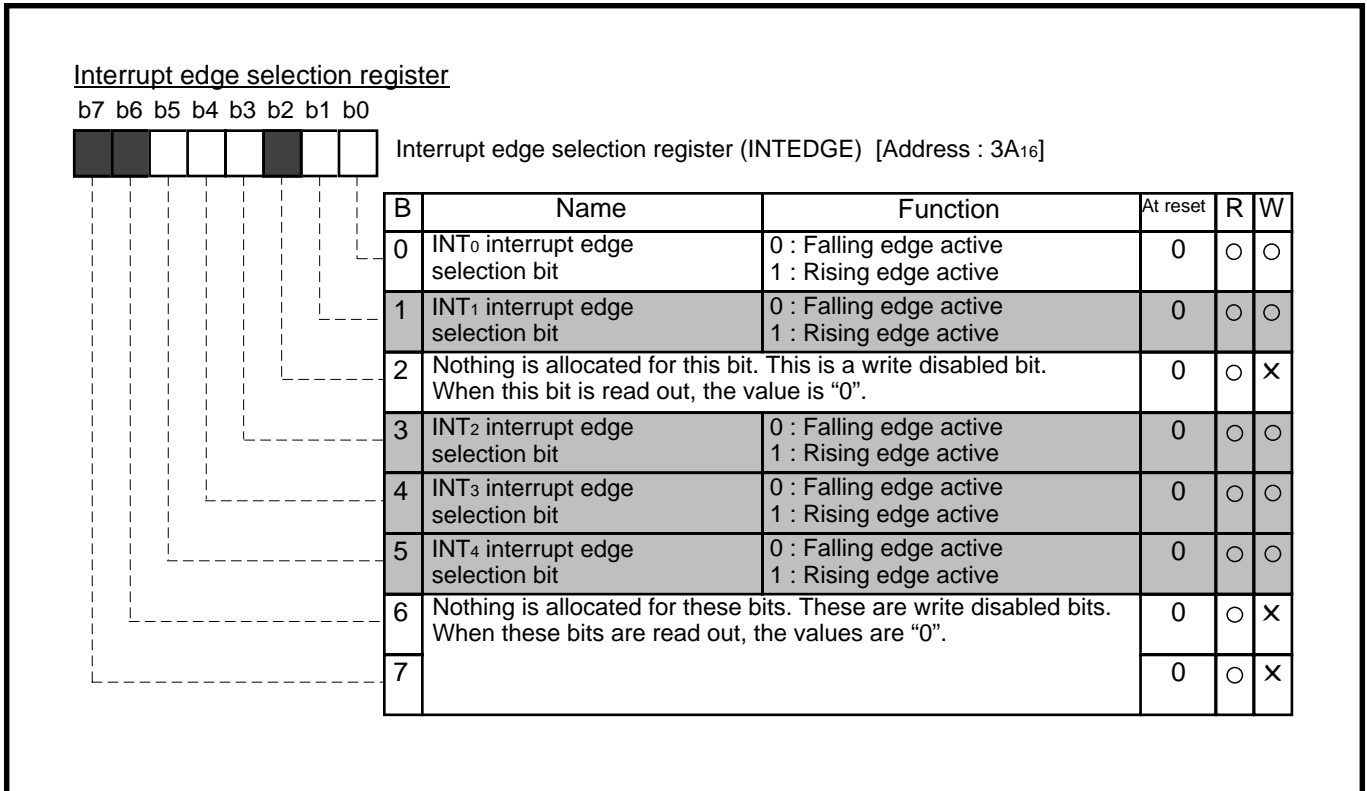 Interrupt edge selection register
b7 b6 b5 b4 b3 b2 b1 b0
Interrupt edge selection register (INTEDGE) [Address : 3A16]
B Name Function At reset R W
0 INT0 interrupt edge selection bit 0 : Falling edge active 1 : Rising edge active 0 ○ ○
1 INT1 interrupt edge selection bit 0 : Falling edge active 1 : Rising edge active 0 ○ ○
2 Nothing is allocated for this bit. This is a write disabled bit. When this bit is read out, the value is “0”. 0 ○ ×
3 INT2 interrupt edge selection bit 0 : Falling edge active 1 : Rising edge active 0 ○ ○
4 INT3 interrupt edge selection bit 0 : Falling edge active 1 : Rising edge active 0 ○ ○
5 INT4 interrupt edge selection bit 0 : Falling edge active 1 : Rising edge active 0 ○ ○
6 Nothing is allocated for these bits. These are write disabled bits. When these bits are read out, the values are “0”. 0 ○ ×
7 0 ○ ×